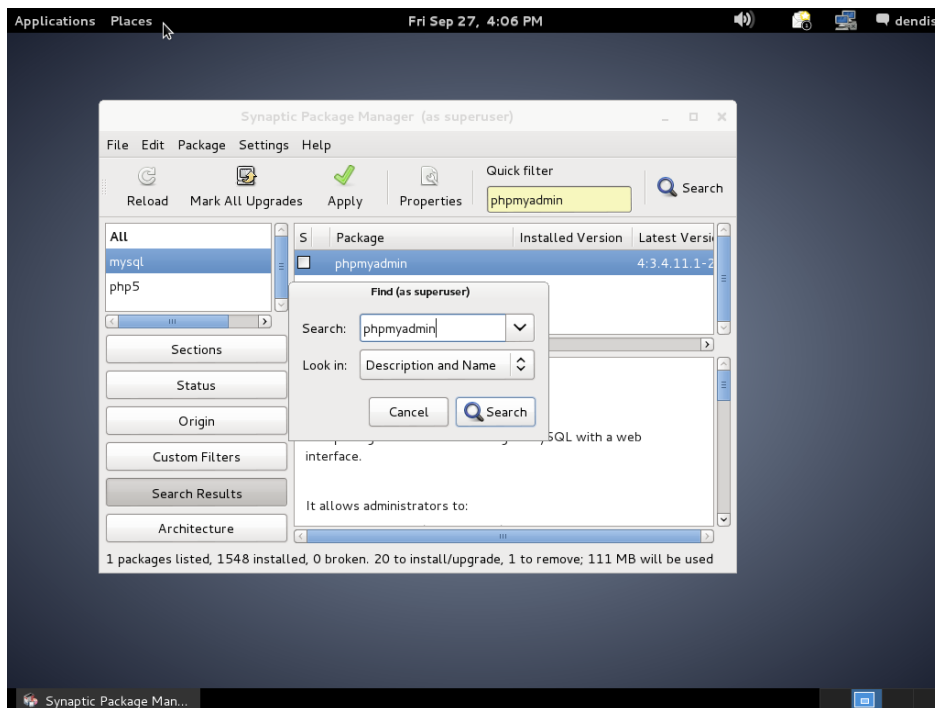 Applications Places Fri Sep 27, 4:06 PM dendis
Synaptic Package Manager (as superuser)
File Edit Package Settings Help
Reload Mark All Upgrades Apply Properties Quick filter phpmyadmin Search
All
mysql
php5
S Package Installed Version Latest Versi
phpmyadmin 4:3.4.11.1-2
Find (as superuser)
Search: phpmyadmin
Look in: Description and Name
Cancel Search
Sections
Status
Origin
Custom Filters
Search Results
Architecture
SQL with a web
interface.
It allows administrators to:
1 packages listed, 1548 installed, 0 broken. 20 to install/upgrade, 1 to remove; 111 MB will be used
Synaptic Package Man...